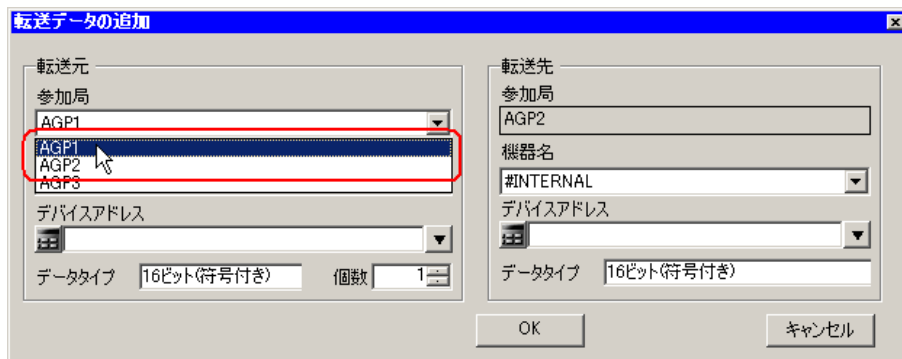 転送データの追加
転送元
参加局
AGP1
AGP1
AGP2
AGP3
デバイスアドレス
データタイプ 16ビット(符号付き) 個数 1
転送先
参加局
AGP2
機器名
#INTERNAL
デバイスアドレス
データタイプ 16ビット(符号付き)
OK キャンセル